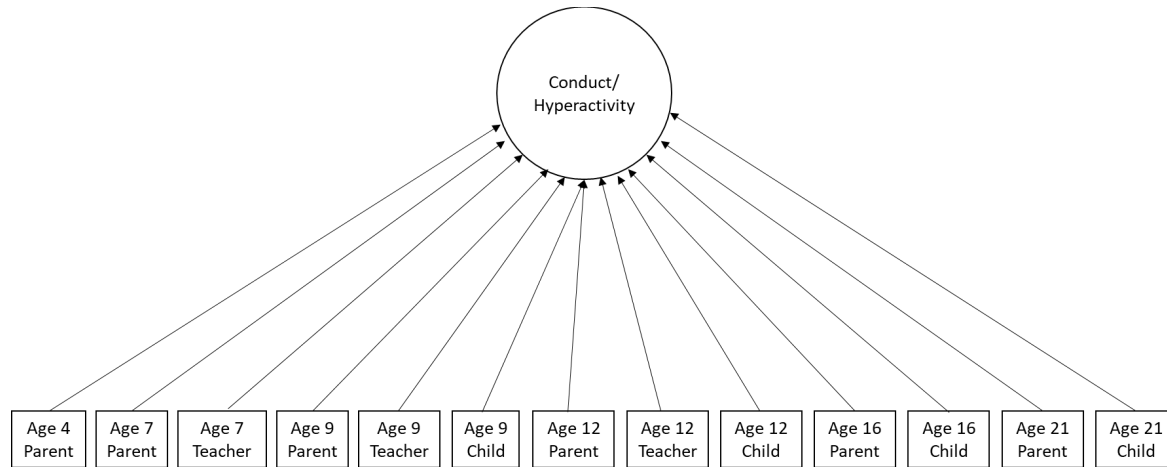 Conduct/
Hyperactivity
Age 4
Parent
Age 7
Parent
Age 7
Teacher
Age 9
Parent
Age 9
Teacher
Age 9
Child
Age 12
Parent
Age 12
Teacher
Age 12
Child
Age 16
Parent
Age 16
Child
Age 21
Parent
Age 21
Child